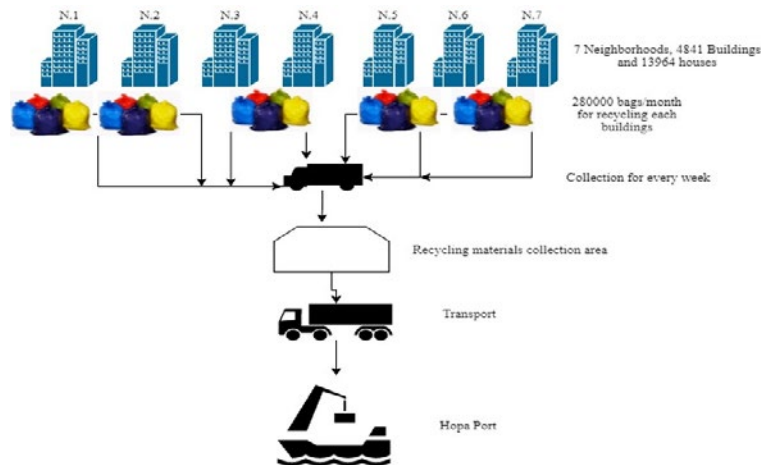 N.1 N.2 N.3 N.4 N.5 N.6 N.7
7 Neighborhoods, 4841 Buildings
and 13964 houses
280000 bags/month
for recycling each
buildings
Collection for every week
Recycling materials collection area
Transport
Hopa Port